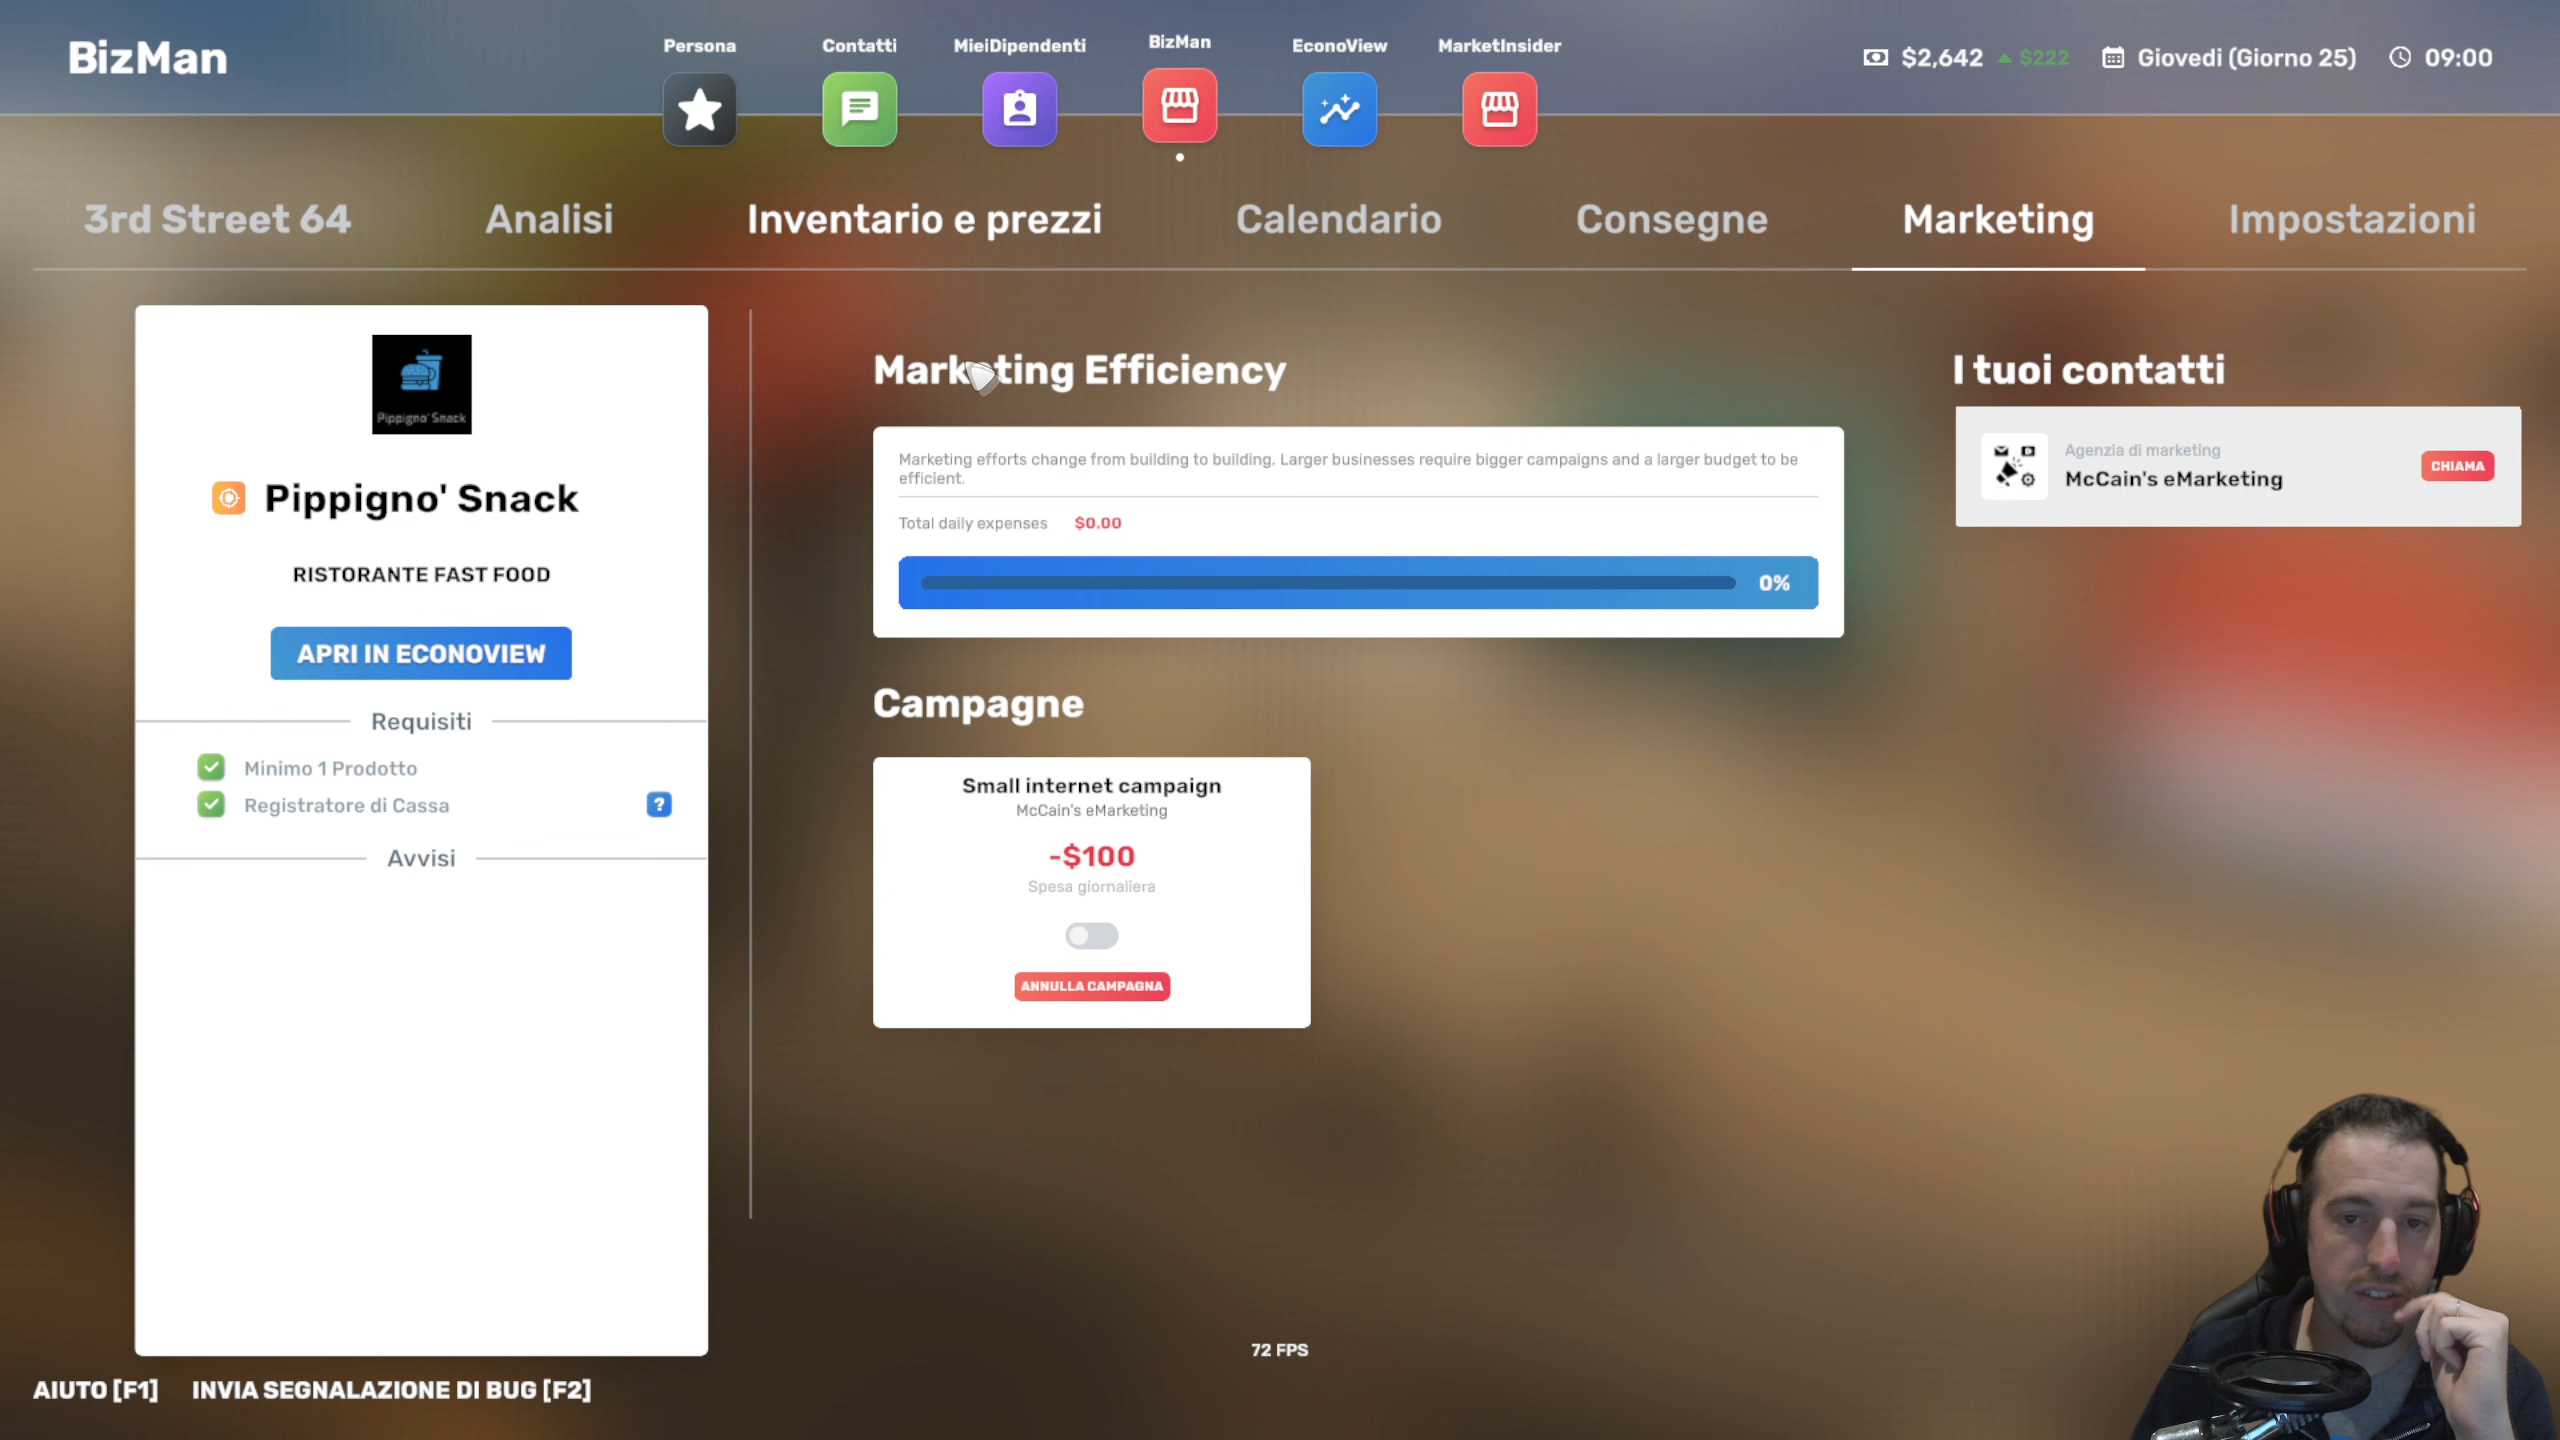 BizMan
Persona
Contatti
MieiDipendenti
BizMan
EconoView
MarketInsider
$2,642
$222
Giovedi (Giorno 25)
09:00
3rd Street 64
Analisi
Inventario e prezzi
Calendario
Consegne
Marketing
Impostazioni
Pippigno' Snack
Pippigno' Snack
RISTORANTE FAST FOOD
APRI IN ECONOVIEW
Requisiti
Minimo 1 Prodotto
Registratore di Cassa
?
Avvisi
Marketing Efficiency
Marketing efforts change from building to building. Larger businesses require bigger campaigns and a larger budget to be
efficient.
Total daily expenses $0.00
0%
Campagne
Small internet campaign
McCain's eMarketing
-$100
Spesa giornaliera
ANNULLA CAMPAGNA
I tuoi contatti
Agenzia di marketing
McCain's eMarketing
CHIAMA
72 FPS
AIUTO [F1]
INVIA SEGNALAZIONE DI BUG [F2]